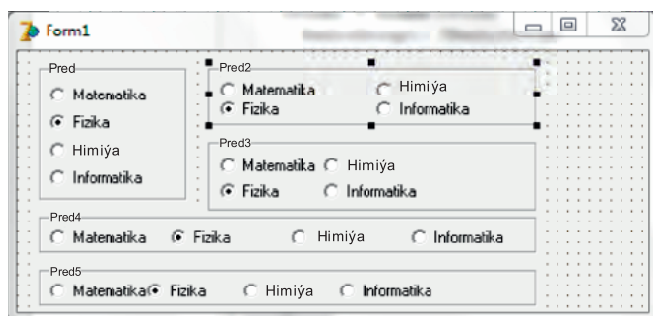 form1
Pred
Matematika
Fizika
Himiýa
Informatika
Pred2
Matematika Himiýa
Fizika Informatika
Pred3
Matematika Himiýa
Fizika Informatika
Pred4
Matematika Fizika Himiýa Informatika
Pred5
Matematika Fizika Himiýa Informatika